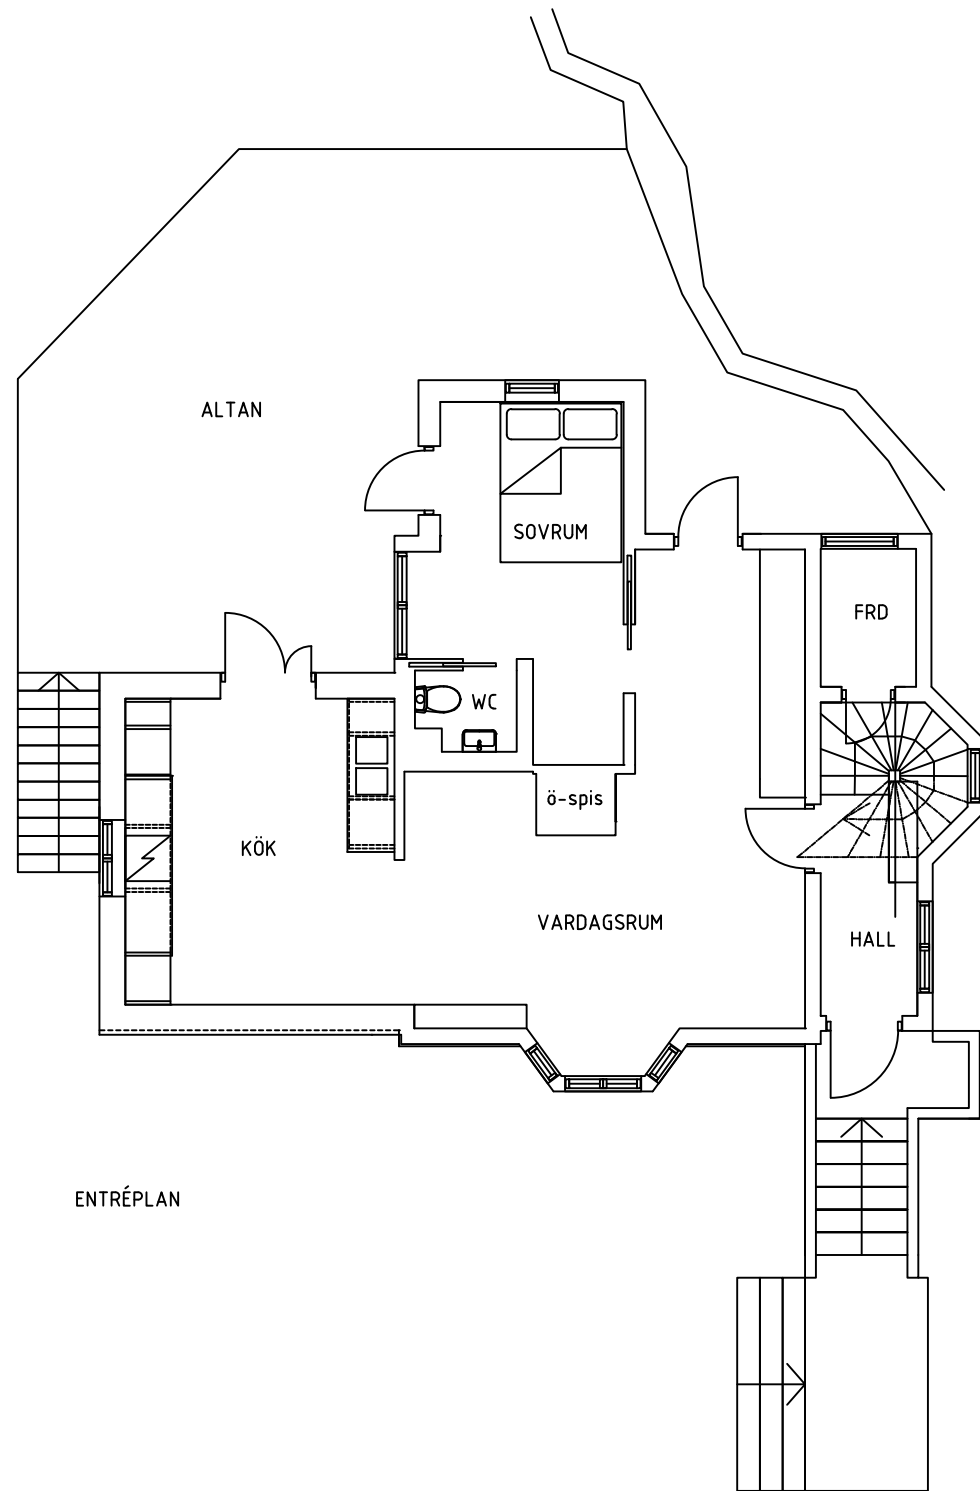 ALTAN
SOVRUM
FRD
WC
ö-spis
KÖK
VARDAGSRUM
HALL
ENTRÉPLAN